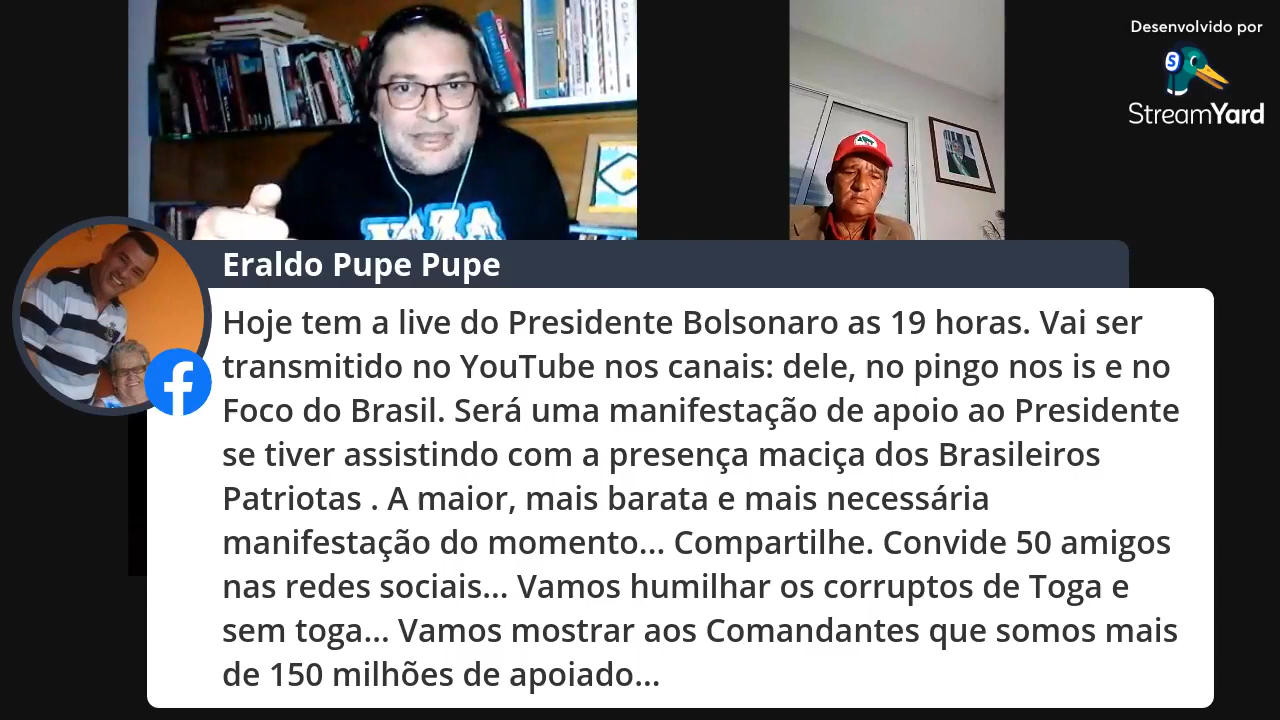 Desenvolvido por
S
StreamYard
Eraldo Pupe Pupe
Hoje tem a live do Presidente Bolsonaro as 19 horas. Vai ser
transmitido no YouTube nos canais: dele, no pingo nos is e no
Foco do Brasil. Será uma manifestação de apoio ao Presidente
se tiver assistindo com a presença maciça dos Brasileiros
Patriotas . A maior, mais barata e mais necessária
manifestação do momento... Compartilhe. Convide 50 amigos
nas redes sociais... Vamos humilhar os corruptos de Toga e
sem toga... Vamos mostrar aos Comandantes que somos mais
de 150 milhões de apoiado...